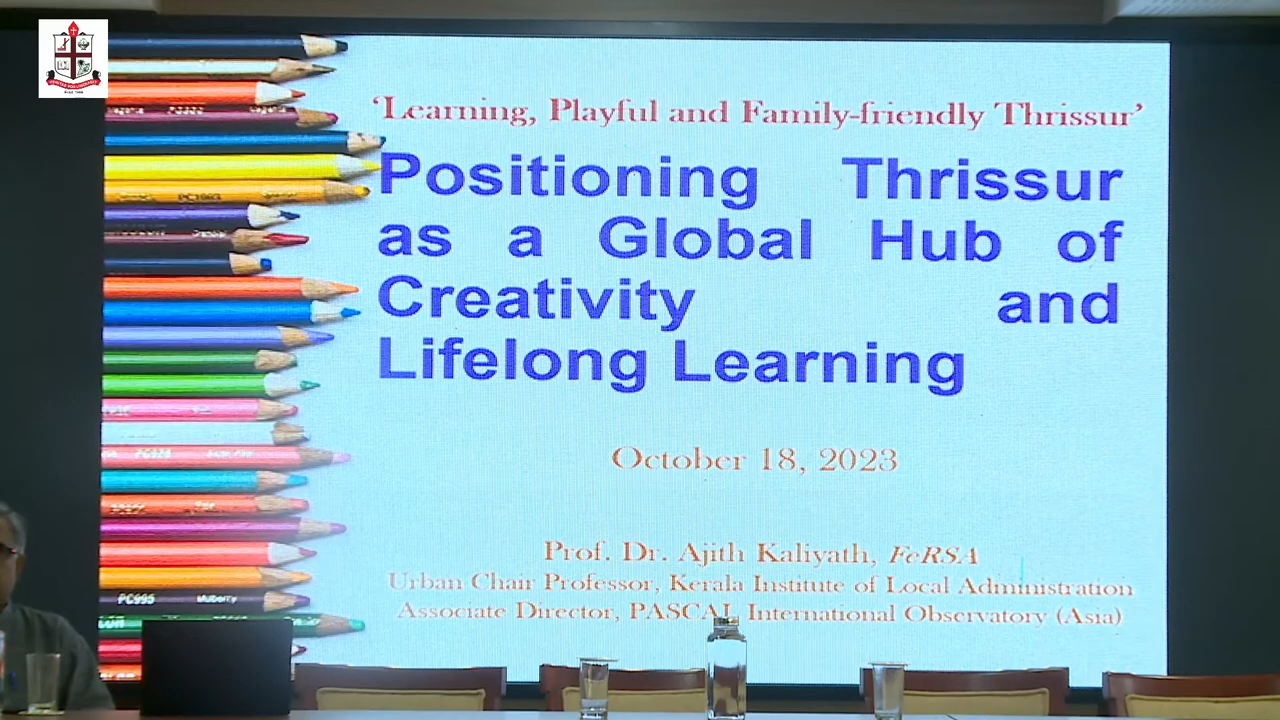 ‘Learning, Playful and Family-friendly Thrissur’
Positioning Thrissur
as a Global Hub of
Creativity and
Lifelong Learning
October 18, 2023
Prof. Dr. Ajith Kaliyath, FeRSA
Urban Chair Professor, Kerala Institute of Local Administration
Associate Director, PASCAL International Observatory (Asia)
PC995 Muberry